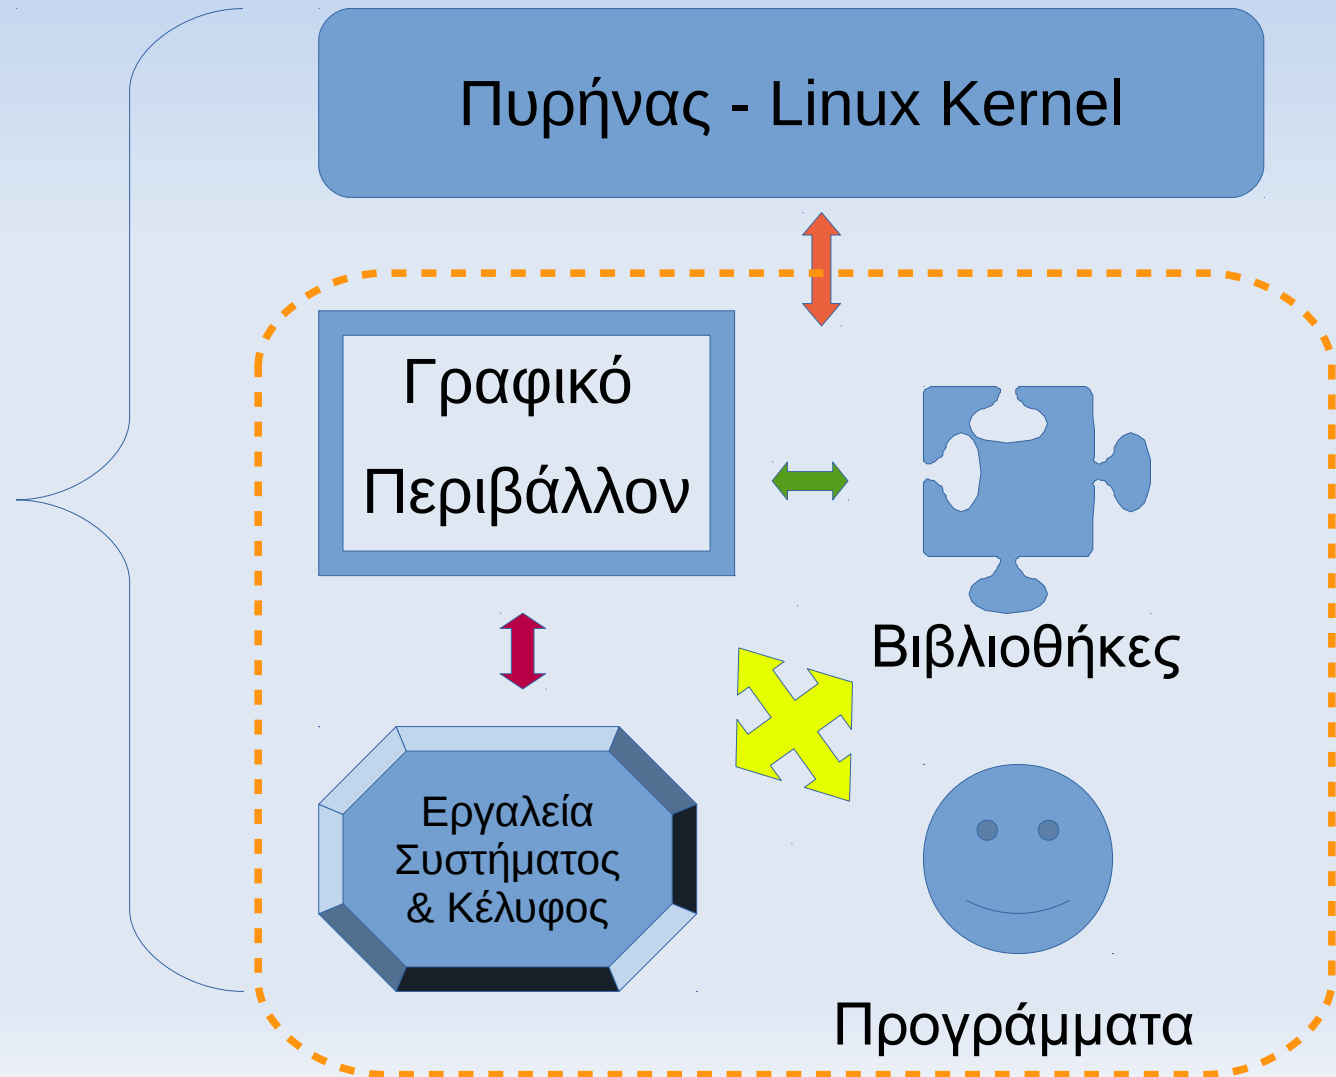 Πυρήνας - Linux Kernel
Γραφικό
Περιβάλλον
Βιβλιοθήκες
Εργαλεία
Συστήματος
& Κέλυφος
Προγράμματα